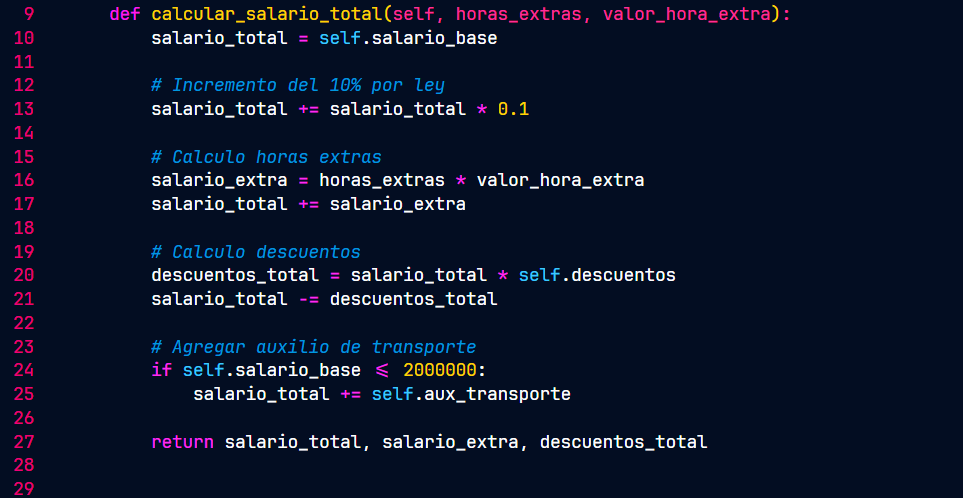 9 def calcular_salario_total(self, horas_extras, valor_hora_extra):
10 salario_total = self.salario_base
11
12 # Incremento del 10% por ley
13 salario_total += salario_total * 0.1
14
15 # Calculo horas extras
16 salario_extra = horas_extras * valor_hora_extra
17 salario_total += salario_extra
18
19 # Calculo descuentos
20 descuentos_total = salario_total * self.descuentos
21 salario_total -= descuentos_total
22
23 # Agregar auxilio de transporte
24 if self.salario_base <= 2000000:
25 salario_total += self.aux_transporte
26
27 return salario_total, salario_extra, descuentos_total
28
29